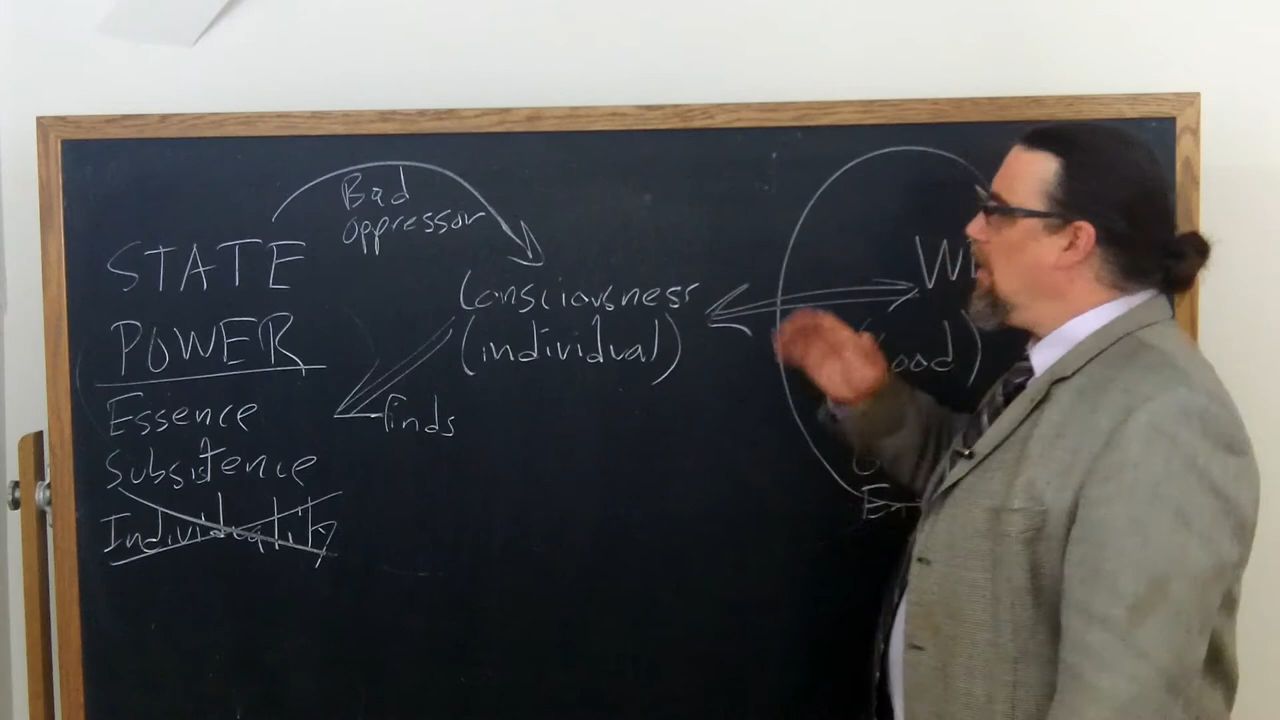 Bad
oppressor
STATE
POWER
Essence
Subsistence
Individuality
Consciousness
(individual)
finds